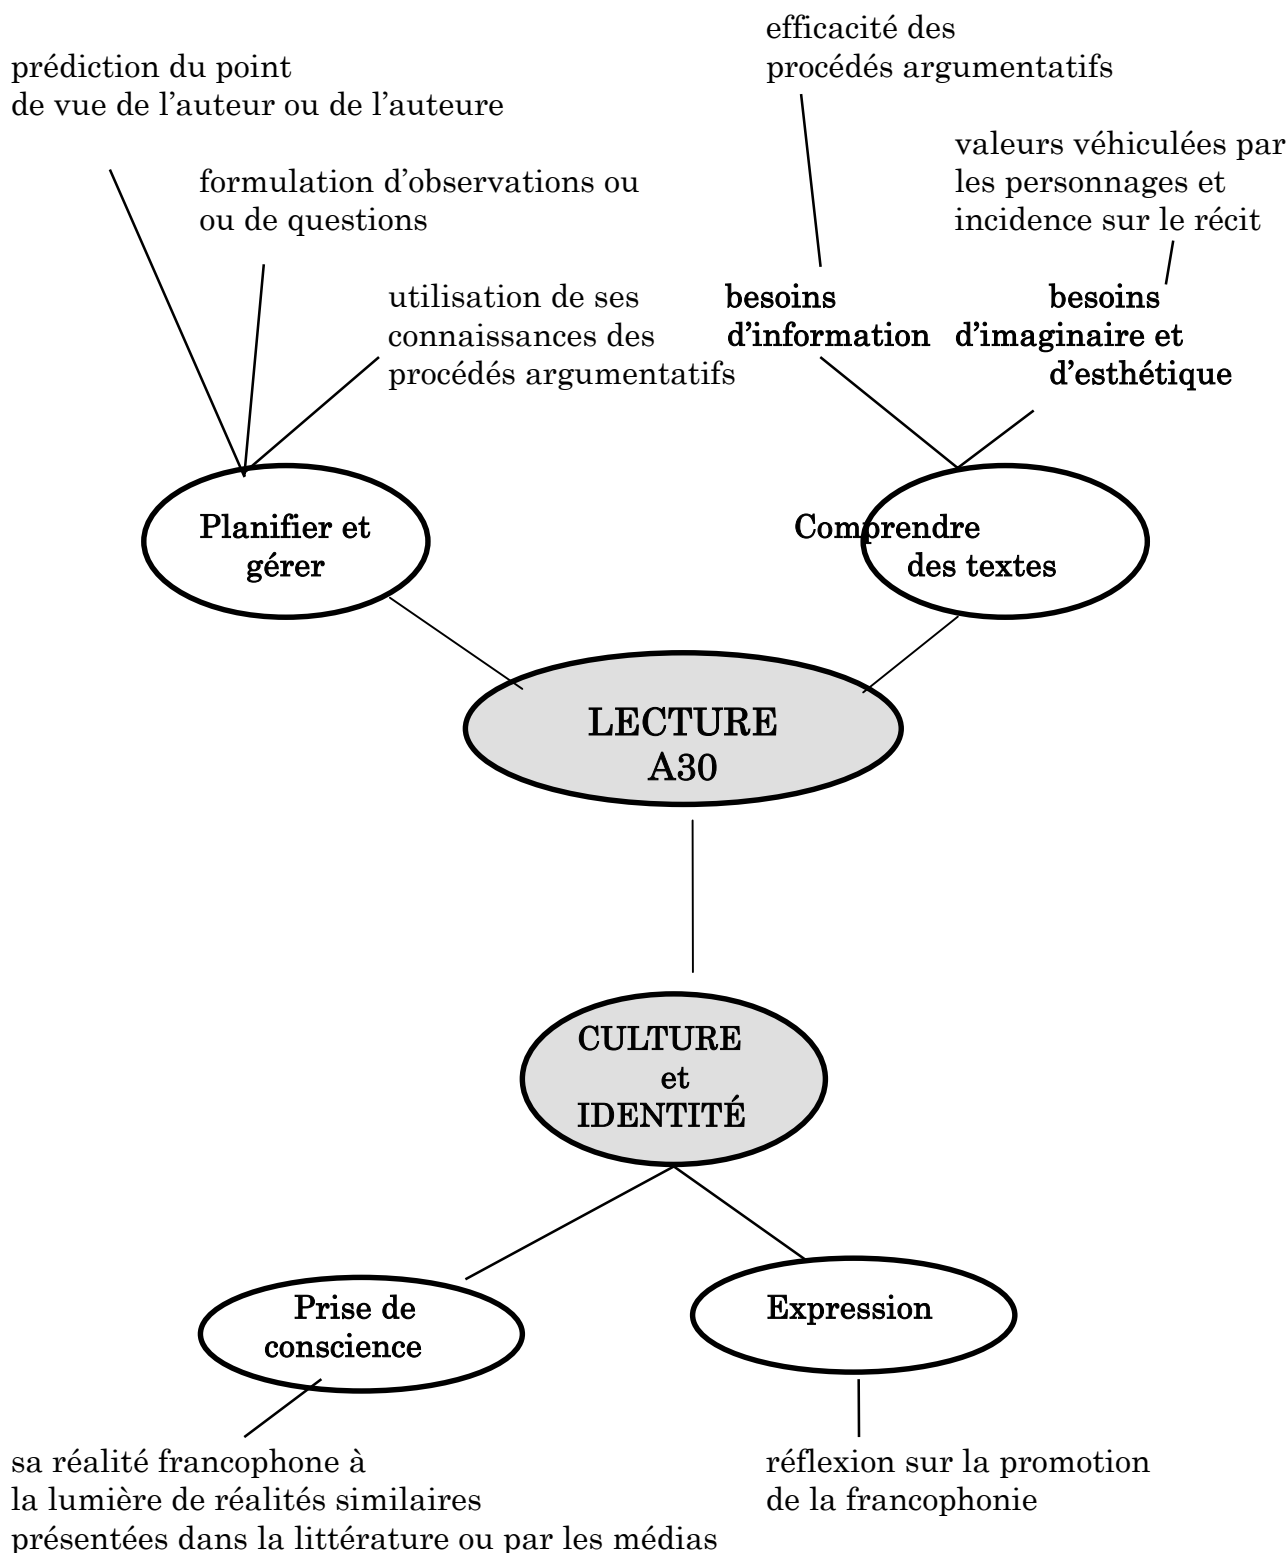 efficacité des
procédés argumentatifs
prédiction du point
de vue de l'auteur ou de l'auteure
valeurs véhiculées par
les personnages et
incidence sur le récit
formulation d'observations ou
ou de questions
utilisation de ses
connaissances des
procédés argumentatifs
besoins
d'information
besoins
d'imaginaire et
d'esthétique
Planifier et
gérer
Comprendre
des textes
LECTURE
A30
CULTURE
et
IDENTITÉ
Prise de
conscience
Expression
sa réalité francophone à
la lumière de réalités similaires
présentées dans la littérature ou par les médias
réflexion sur la promotion
de la francophonie